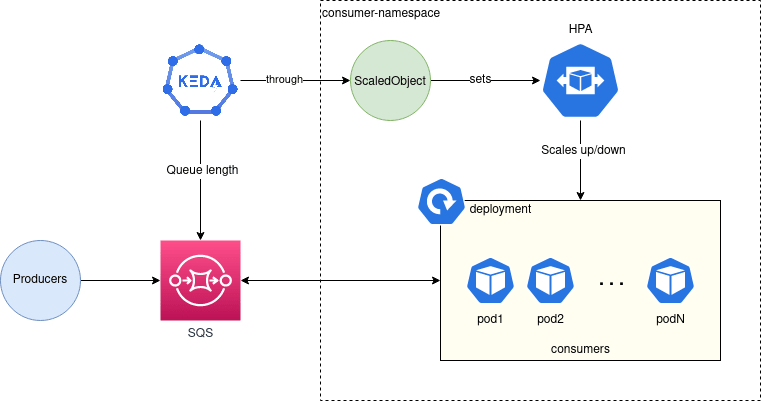 consumer-namespace
HPA
KEDA
through
ScaledObject
sets
Scales up/down
Queue length
deployment
Producers
SQS
pod1
pod2
. . .
podN
consumers